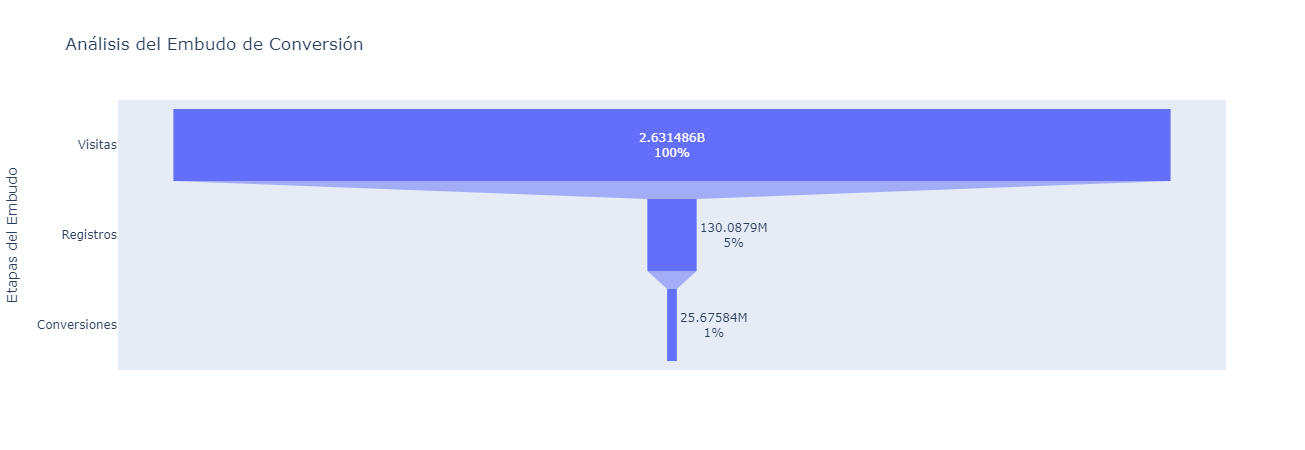 Análisis del Embudo de Conversión
Etapas del Embudo
Visitas
2.631486B
100%
Registros
130.0879M
5%
Conversiones
25.67584M
1%